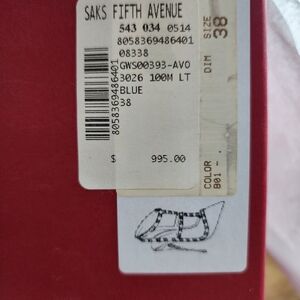 SAKS FIFTH AVENUE
543 034 0514
8058369486401
08338
GWS00393-AVO
3026 100M LT
BLUE
38
$ 995.00
8058369486401
DIM SIZE
38
COLOR
B01 -